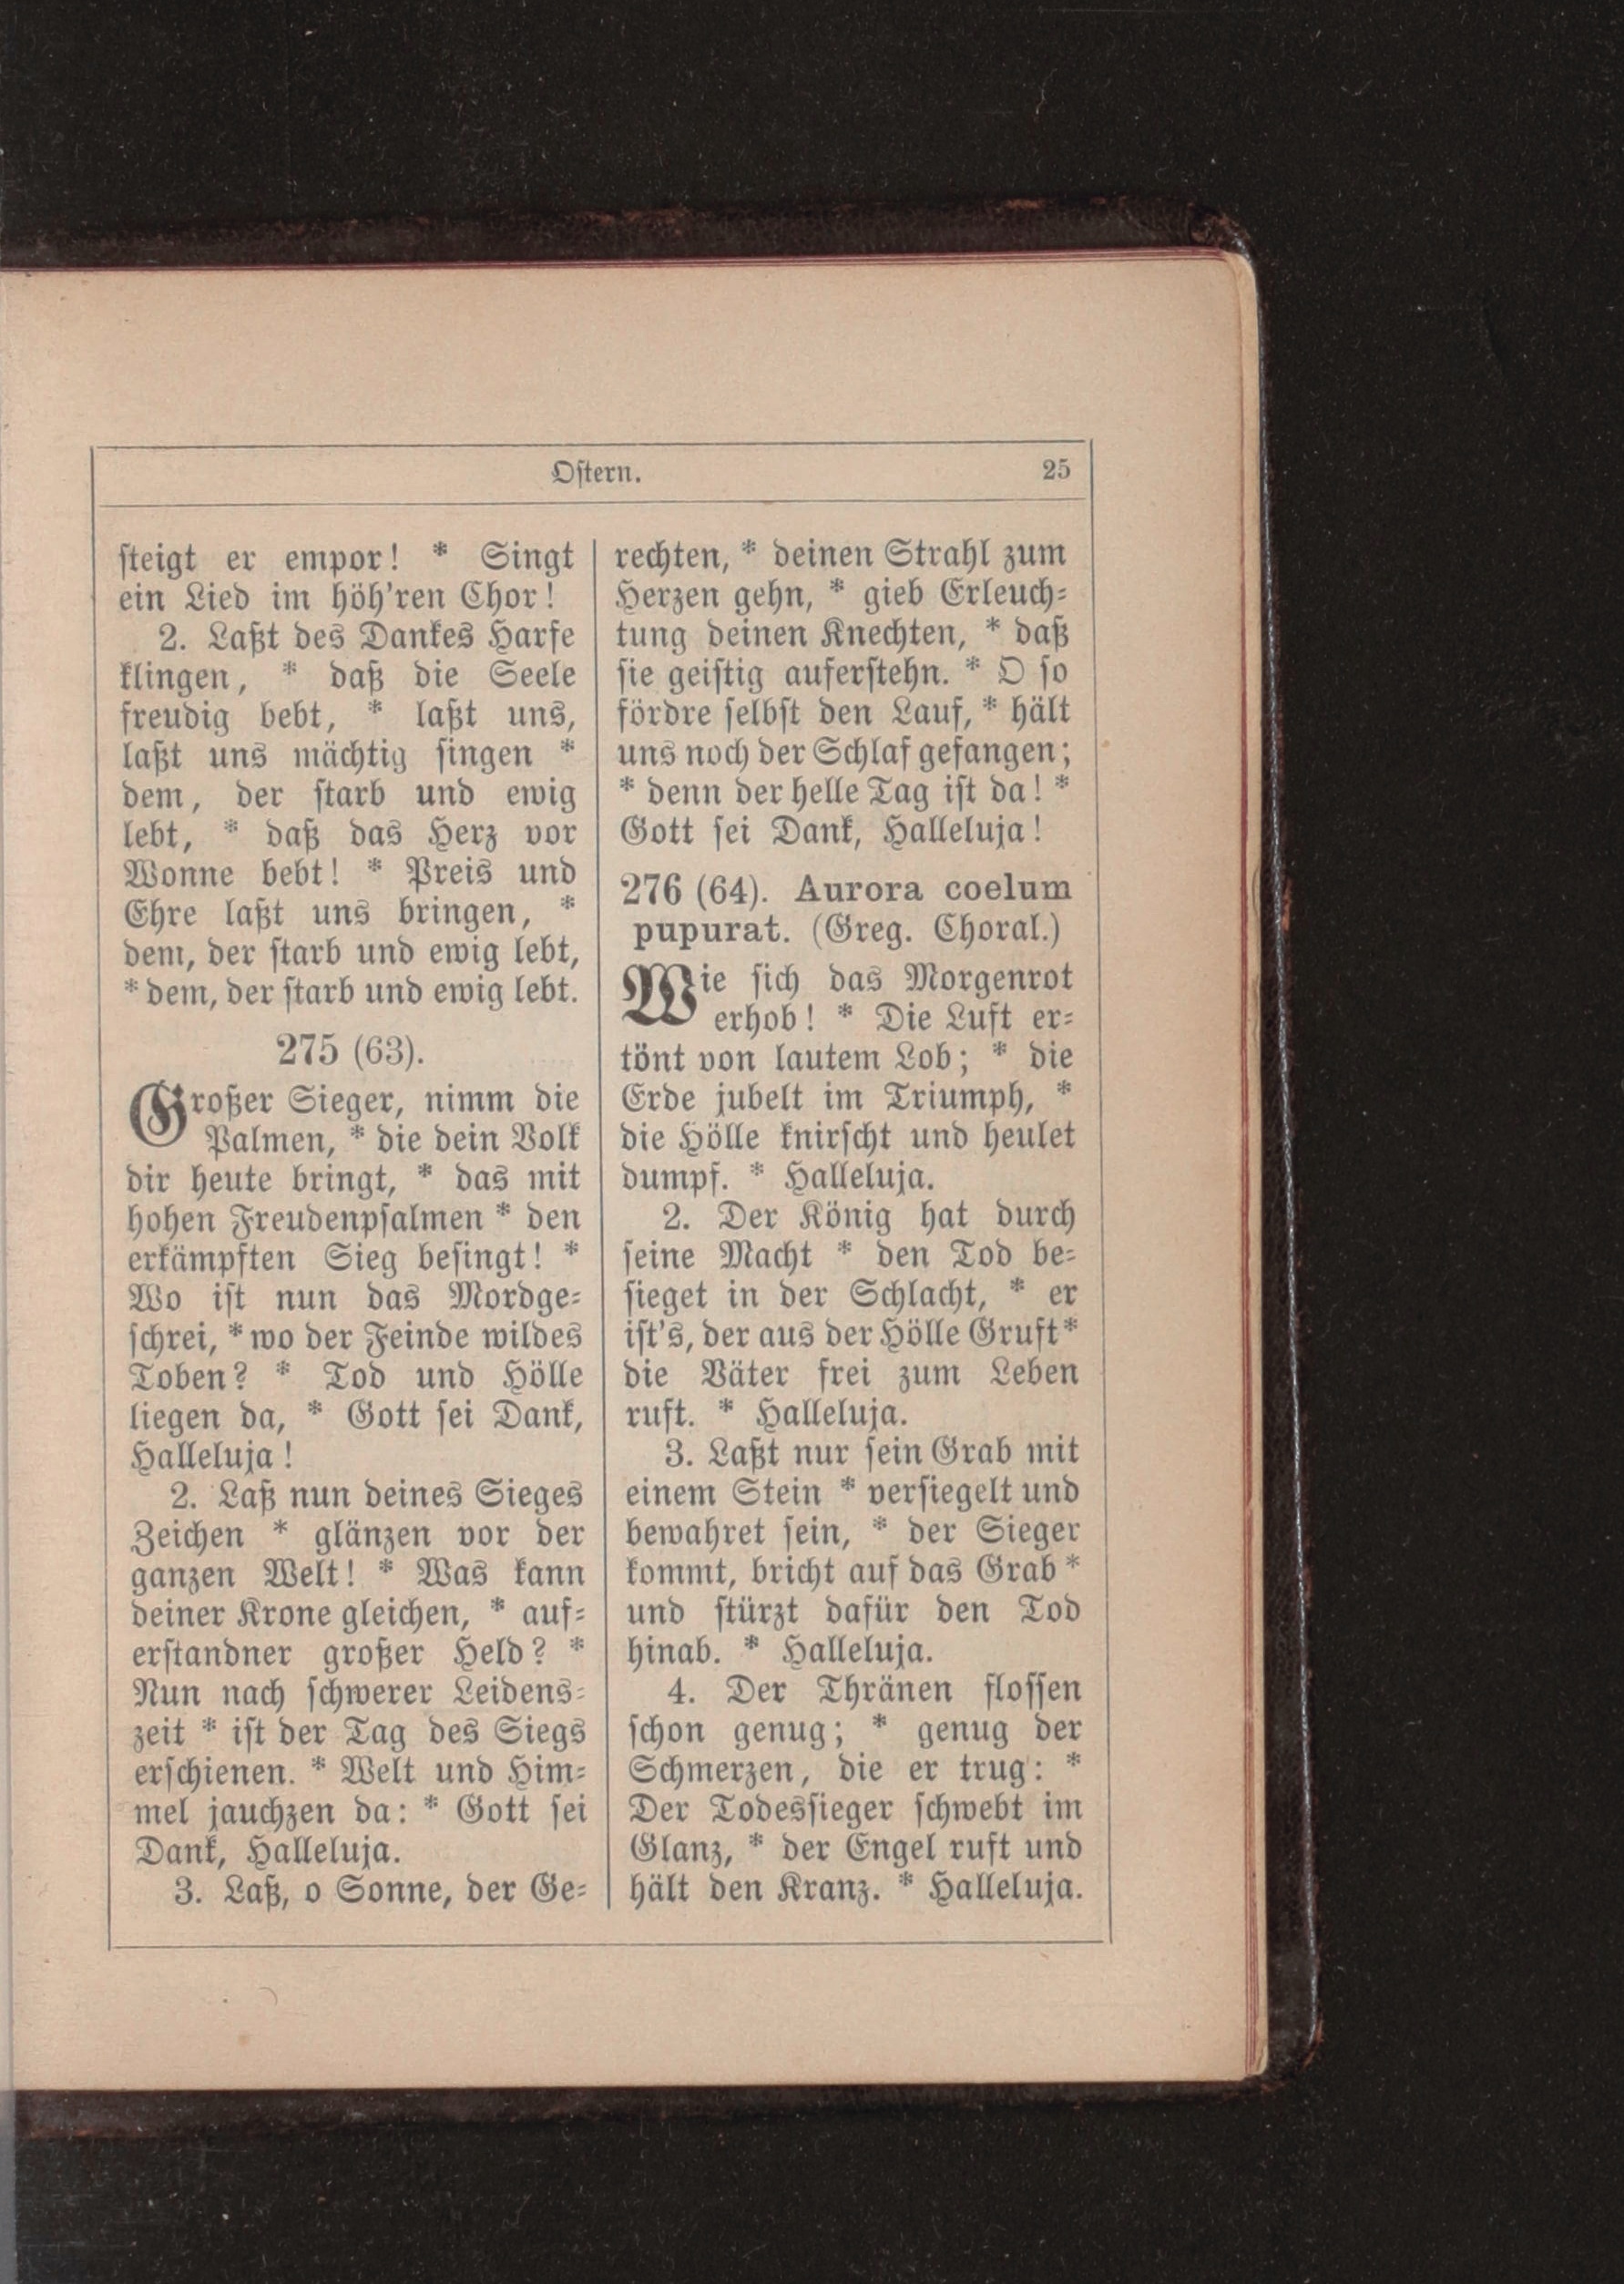 Ostern. 25
steigt er empor! * Singt
ein Lied im höh'ren Chor!
2. Laßt des Dankes Harfe
klingen, * daß die Seele
freudig bebt, * laßt uns,
laßt uns mächtig singen *
dem, der starb und ewig
lebt, * daß das Herz vor
Wonne bebt! * Preis und
Ehre laßt uns bringen, *
dem, der starb und ewig lebt,
* dem, der starb und ewig lebt.
275 (63).
Großer Sieger, nimm die
Palmen, * die dein Volk
dir heute bringt, * das mit
hohen Freudenpsalmen * den
erkämpften Sieg besingt! *
Wo ist nun das Mordge-
schrei, * wo der Feinde wildes
Toben? * Tod und Hölle
liegen da, * Gott sei Dank,
Halleluja!
2. Laß nun deines Sieges
Zeichen * glänzen vor der
ganzen Welt! * Was kann
deiner Krone gleichen, * auf-
erstandner großer Held? *
Nun nach schwerer Leidens-
zeit * ist der Tag des Siegs
erschienen. * Welt und Him-
mel jauchzen da: * Gott sei
Dank, Halleluja.
3. Laß, o Sonne, der Ge-
rechten, * deinen Strahl zum
Herzen gehn, * gieb Erleuch-
tung deinen Knechten, * daß
sie geistig auferstehn. * O so
fördre selbst den Lauf, * hält
uns noch der Schlaf gefangen;
* denn der helle Tag ist da! *
Gott sei Dank, Halleluja!
276 (64). Aurora coelum
pupurat. (Greg. Choral.)
Wie sich das Morgenrot
erhob! * Die Luft er-
tönt von lautem Lob; * die
Erde jubelt im Triumph, *
die Hölle knirscht und heulet
dumpf. * Halleluja.
2. Der König hat durch
seine Macht * den Tod be-
sieget in der Schlacht, * er
ist's, der aus der Hölle Gruft *
die Väter frei zum Leben
ruft. * Halleluja.
3. Laßt nur sein Grab mit
einem Stein * versiegelt und
bewahret sein, * der Sieger
kommt, bricht auf das Grab *
und stürzt dafür den Tod
hinab. * Halleluja.
4. Der Thränen flossen
schon genug; * genug der
Schmerzen, die er trug: *
Der Todessieger schwebt im
Glanz, * der Engel ruft und
hält den Kranz. * Halleluja.